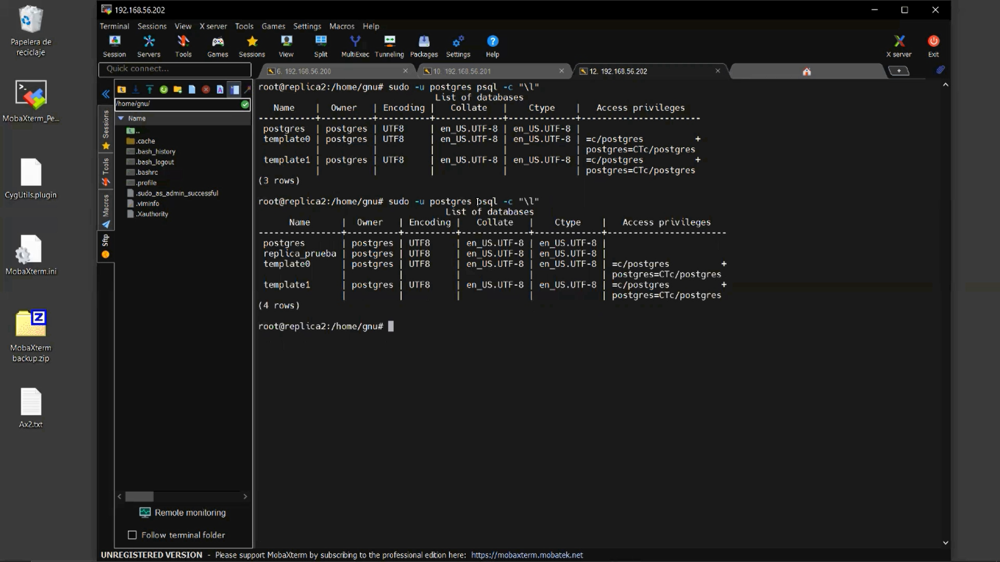 Papelera de
reciclaje
MobaXterm_Pe...
CygUtils.plugin
MobaXterm.ini
MobaXterm
backup.zip
Ax2.txt
192.168.56.202
Terminal Sessions View X server Tools Games Settings Macros Help
Session Servers Tools Games Sessions View Split MultiExec Tunneling Packages Settings Help X server Exit
Quick connect...
6. 192.168.56.200
10. 192.168.56.201
12. 192.168.56.202
/home/gnu/
Name
..
.cache
.bash_history
.bash_logout
.bashrc
.profile
.sudo_as_admin_successful
.viminfo
.Xauthority
Sessions
Tools
Macros
Sftp
Remote monitoring
Follow terminal folder
root@replica2:/home/gnu# sudo -u postgres psql -c "\l"
List of databases
Name | Owner | Encoding | Collate | Ctype | Access privileges
-----------+----------+----------+-------------+-------------+-----------------------
postgres | postgres | UTF8 | en_US.UTF-8 | en_US.UTF-8 |
template0 | postgres | UTF8 | en_US.UTF-8 | en_US.UTF-8 | =c/postgres +
| | | | | postgres=CTc/postgres
template1 | postgres | UTF8 | en_US.UTF-8 | en_US.UTF-8 | =c/postgres +
| | | | | postgres=CTc/postgres
(3 rows)
root@replica2:/home/gnu# sudo -u postgres psql -c "\l"
List of databases
Name | Owner | Encoding | Collate | Ctype | Access privileges
----------------+----------+----------+-------------+-------------+-----------------------
postgres | postgres | UTF8 | en_US.UTF-8 | en_US.UTF-8 |
replica_prueba | postgres | UTF8 | en_US.UTF-8 | en_US.UTF-8 |
template0 | postgres | UTF8 | en_US.UTF-8 | en_US.UTF-8 | =c/postgres +
| | | | | postgres=CTc/postgres
template1 | postgres | UTF8 | en_US.UTF-8 | en_US.UTF-8 | =c/postgres +
| | | | | postgres=CTc/postgres
(4 rows)
root@replica2:/home/gnu#
UNREGISTERED VERSION - Please support MobaXterm by subscribing to the professional edition here: https://mobaxterm.mobatek.net